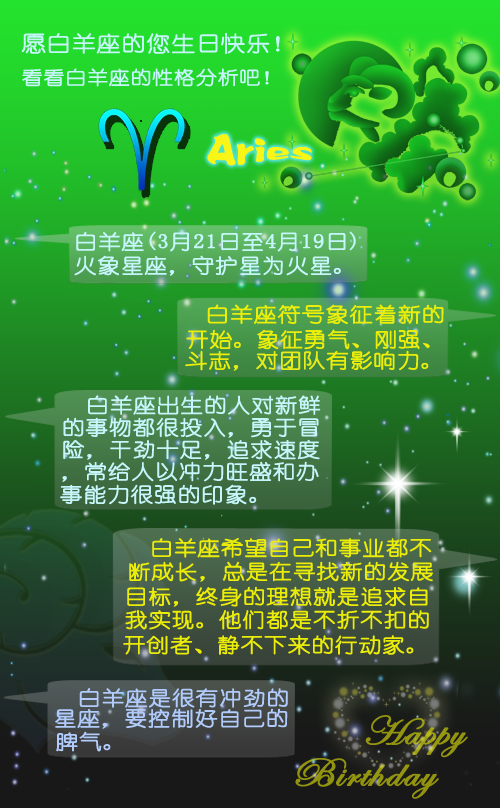 愿白羊座的您生日快乐！
看看白羊座的性格分析吧！
Aries
白羊座(3月21日至4月19日)
火象星座，守护星为火星。
白羊座符号象征着新的
开始。象征勇气、刚强、
斗志，对团队有影响力。
白羊座出生的人对新鲜
的事物都很投入，勇于冒
险，干劲十足，追求速度
，常给人以冲力旺盛和办
事能力很强的印象。
白羊座希望自己和事业都不
断成长，总是在寻找新的发展
目标，终身的理想就是追求自
我实现。他们都是不折不扣的
开创者、静不下来的行动家。
白羊座是很有冲劲的
星座，要控制好自己的
脾气。
Happy
Birthday